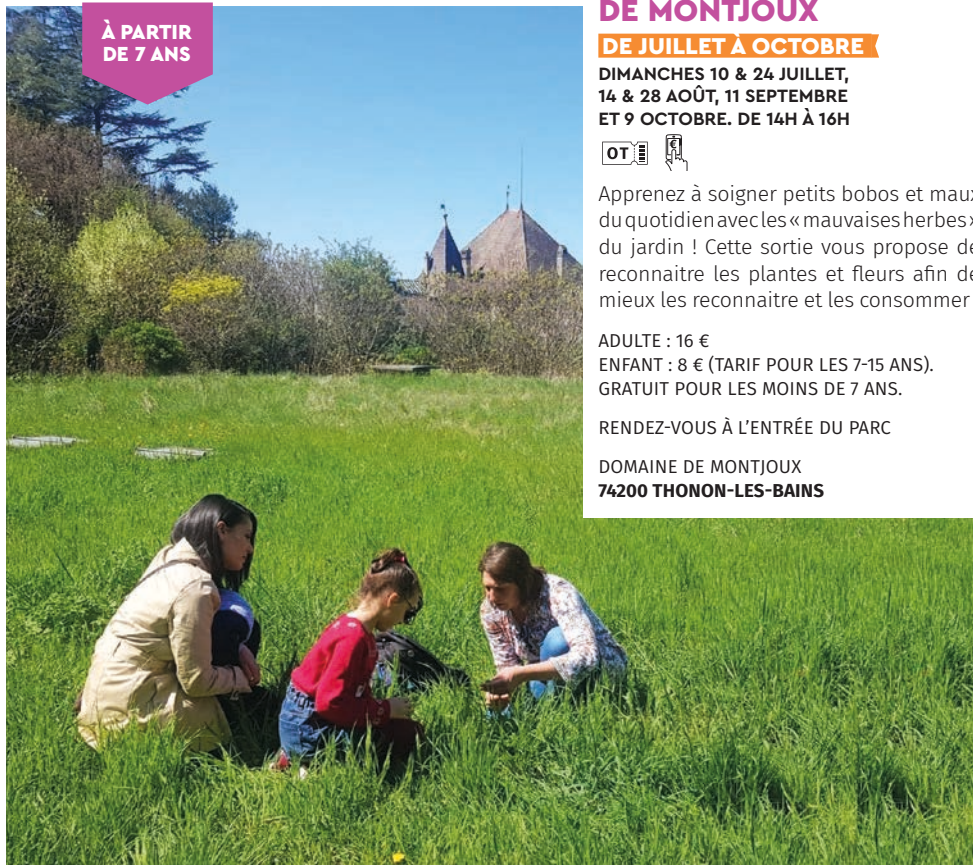 À PARTIR
DE 7 ANS
DE MONTJOUX
DE JUILLET À OCTOBRE
DIMANCHES 10 & 24 JUILLET,
14 & 28 AOÛT, 11 SEPTEMBRE
ET 9 OCTOBRE. DE 14H À 16H
OT €
Apprenez à soigner petits bobos et maux
du quotidien avec les « mauvaises herbes »
du jardin ! Cette sortie vous propose de
reconnaitre les plantes et fleurs afin de
mieux les reconnaitre et les consommer
ADULTE : 16 €
ENFANT : 8 € (TARIF POUR LES 7-15 ANS).
GRATUIT POUR LES MOINS DE 7 ANS.
RENDEZ-VOUS À L'ENTRÉE DU PARC
DOMAINE DE MONTJOUX
74200 THONON-LES-BAINS